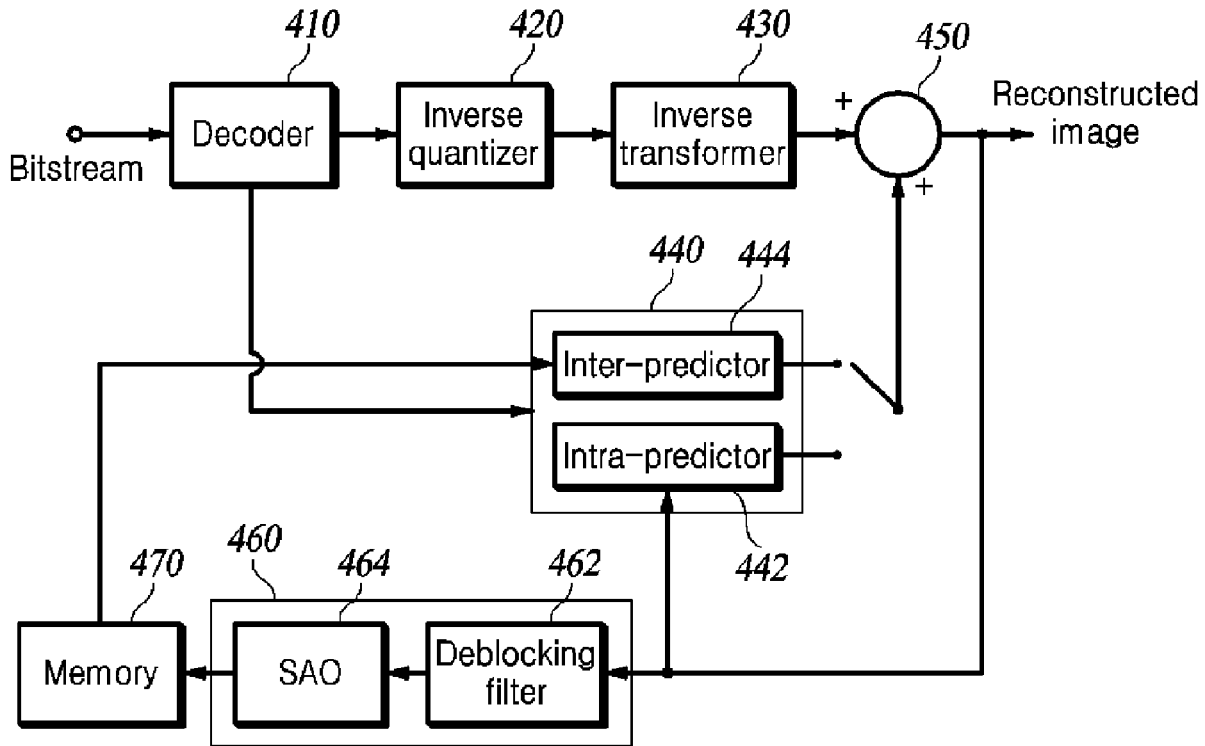 410
420
430
450
Bitstream
Decoder
Inverse
quantizer
Inverse
transformer
+
+
Reconstructed
image
440
444
Inter-predictor
Intra-predictor
442
470
460
464
462
Memory
SAO
Deblocking
filter